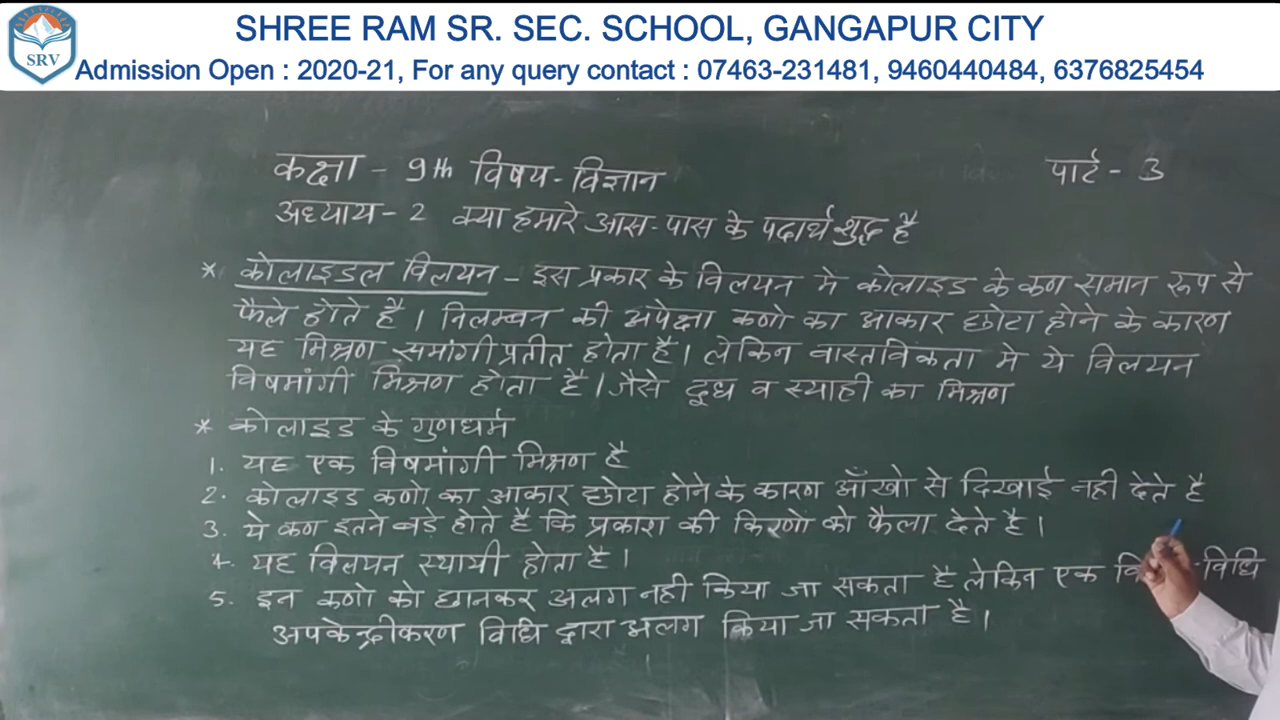 SHREE RAM SR. SEC. SCHOOL, GANGAPUR CITY
SRV
Admission Open : 2020-21, For any query contact : 07463-231481, 9460440484, 6376825454
कक्षा - 9th विषय - विज्ञान पार्ट - 3
अध्याय - 2 क्या हमारे आस-पास के पदार्थ शुद्ध है
* कोलाइडल विलयन - इस प्रकार के विलयन मे कोलाइड के कण समान रूप से
फैले होते है। निलम्बन की अपेक्षा कणो का आकार छोटा होने के कारण
यह मिश्रण समांगी प्रतीत होता है। लेकिन वास्तविकता मे ये विलयन
विषमांगी मिश्रण होता है। जैसे दूध व स्याही का मिश्रण
* कोलाइड के गुणधर्म
1. यह एक विषमांगी मिश्रण है
2. कोलाइड कणो का आकार छोटा होने के कारण आँखो से दिखाई नही देते है
3. ये कण इतने बड़े होते है कि प्रकाश की किरणो को फैला देते है।
4. यह विलयन स्थायी होता है।
5. इन कणो को छानकर अलग नही किया जा सकता है लेकिन एक विधि
अपकेन्द्रीकरण विधि द्वारा अलग किया जा सकता है।